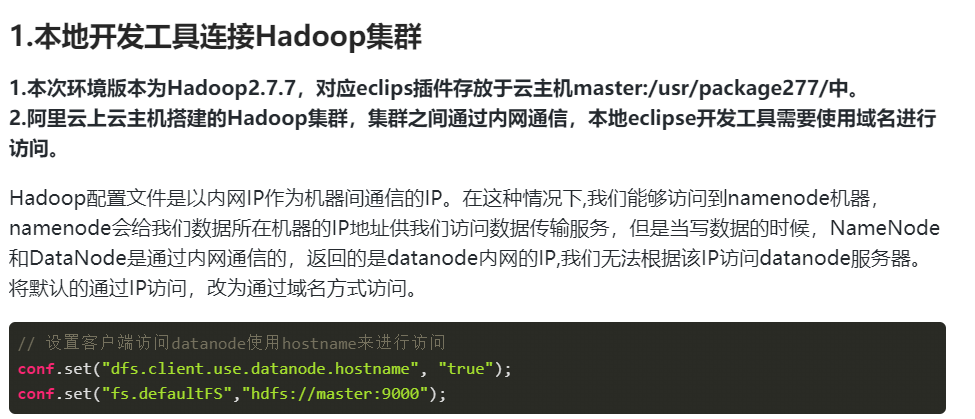 1.本地开发工具连接Hadoop集群
1.本次环境版本为Hadoop2.7.7，对应eclips插件存放于云主机master:/usr/package277/中。
2.阿里云上云主机搭建的Hadoop集群，集群之间通过内网通信，本地eclipse开发工具需要使用域名进行
访问。
Hadoop配置文件是以内网IP作为机器间通信的IP。在这种情况下,我们能够访问到namenode机器，
namenode会给我们数据所在机器的IP地址供我们访问数据传输服务，但是当写数据的时候，NameNode
和DataNode是通过内网通信的，返回的是datanode内网的IP,我们无法根据该IP访问datanode服务器。
将默认的通过IP访问，改为通过域名方式访问。
// 设置客户端访问datanode使用hostname来进行访问
conf.set("dfs.client.use.datanode.hostname", "true");
conf.set("fs.defaultFS","hdfs://master:9000");